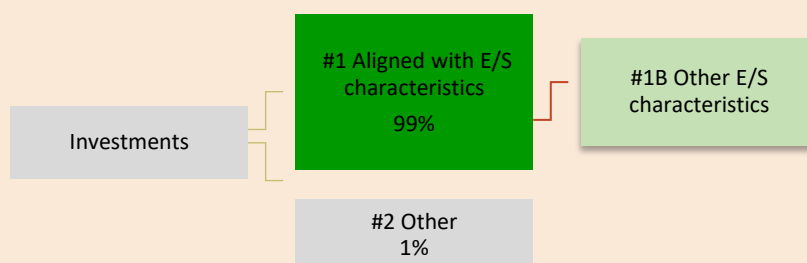 Investments
#1 Aligned with E/S
characteristics
99%
#2 Other
1%
#1B Other E/S
characteristics